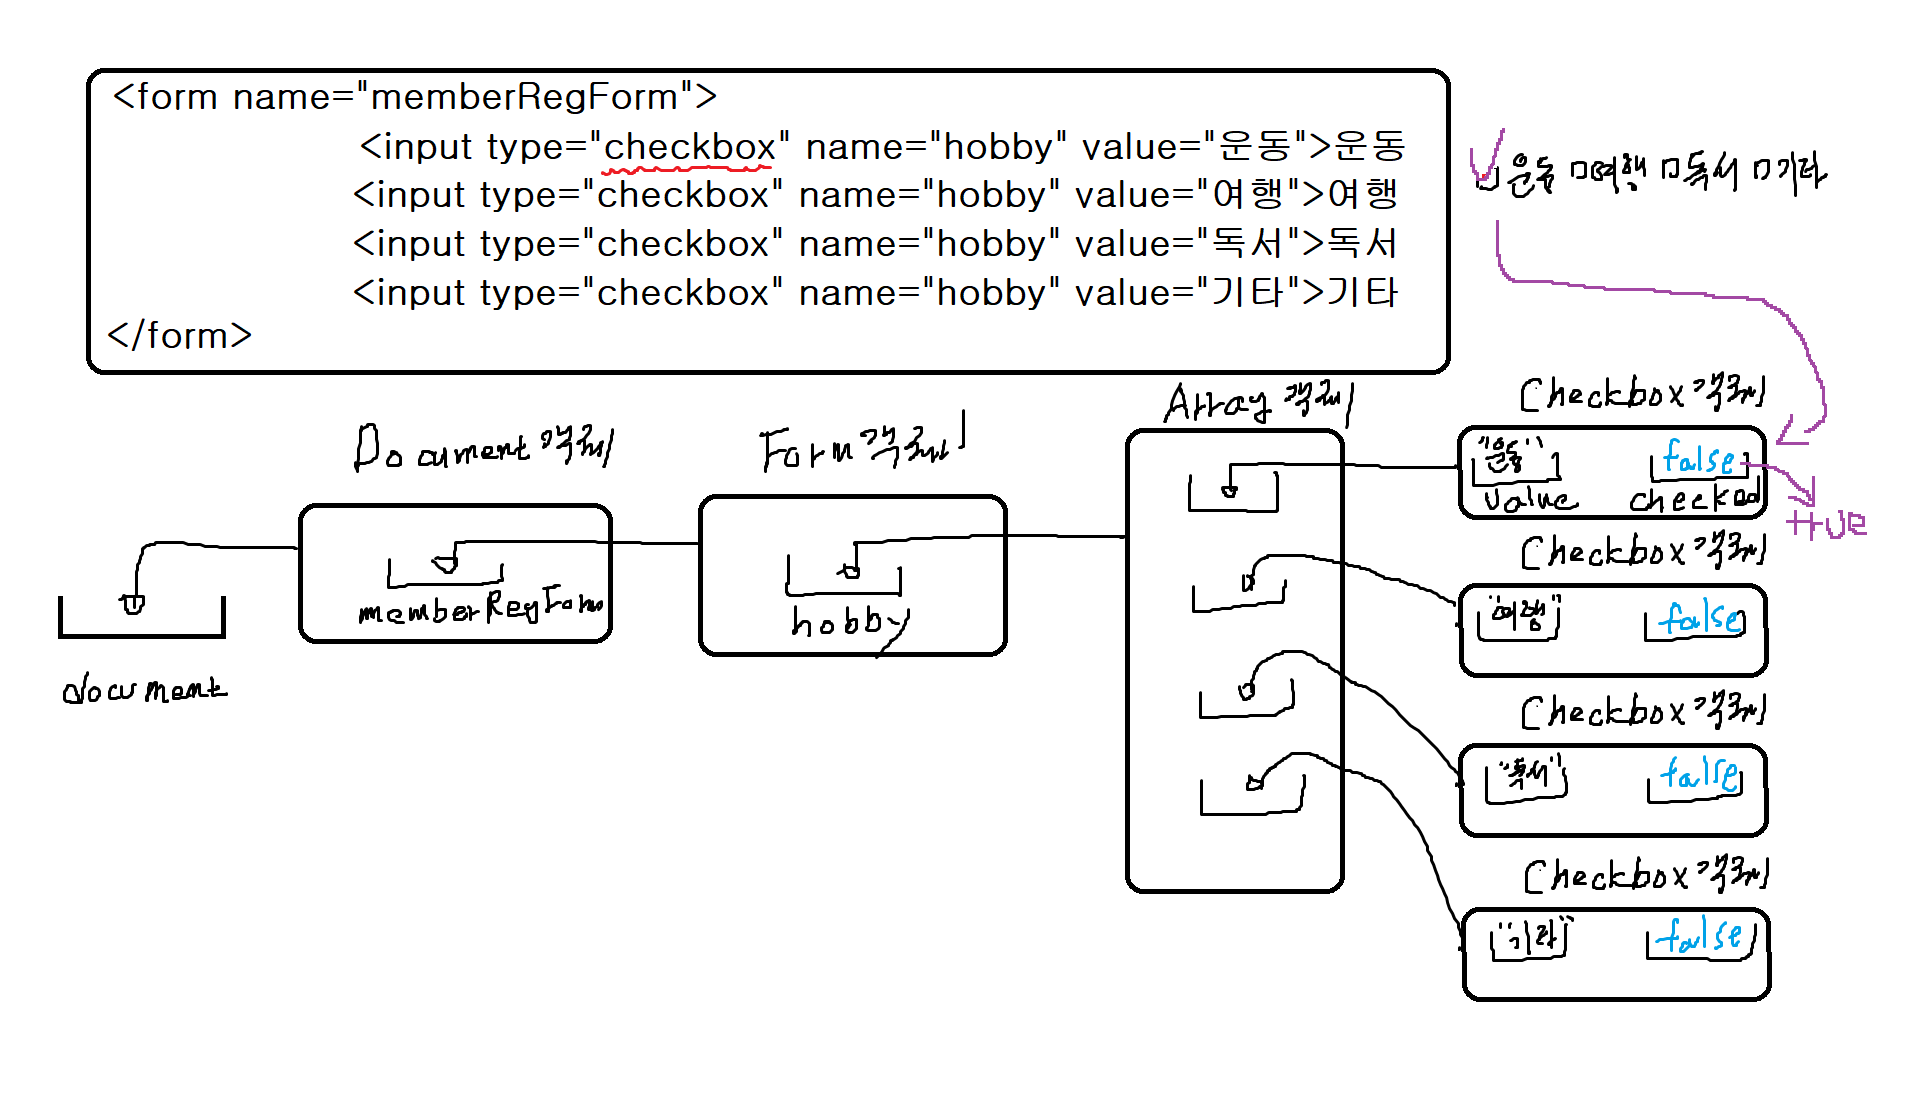 <form name="memberRegForm">
<input type="checkbox" name="hobby" value="운동">운동
<input type="checkbox" name="hobby" value="여행">여행
<input type="checkbox" name="hobby" value="독서">독서
<input type="checkbox" name="hobby" value="기타">기타
</form>
운동 여행 독서 기타
Document 객체
Form 객체
Array 객체
Checkbox 객체
"운동" false
value checked
true
Checkbox 객체
"여행" false
Checkbox 객체
"독서" false
Checkbox 객체
"기타" false
memberRegForm
hobby
document